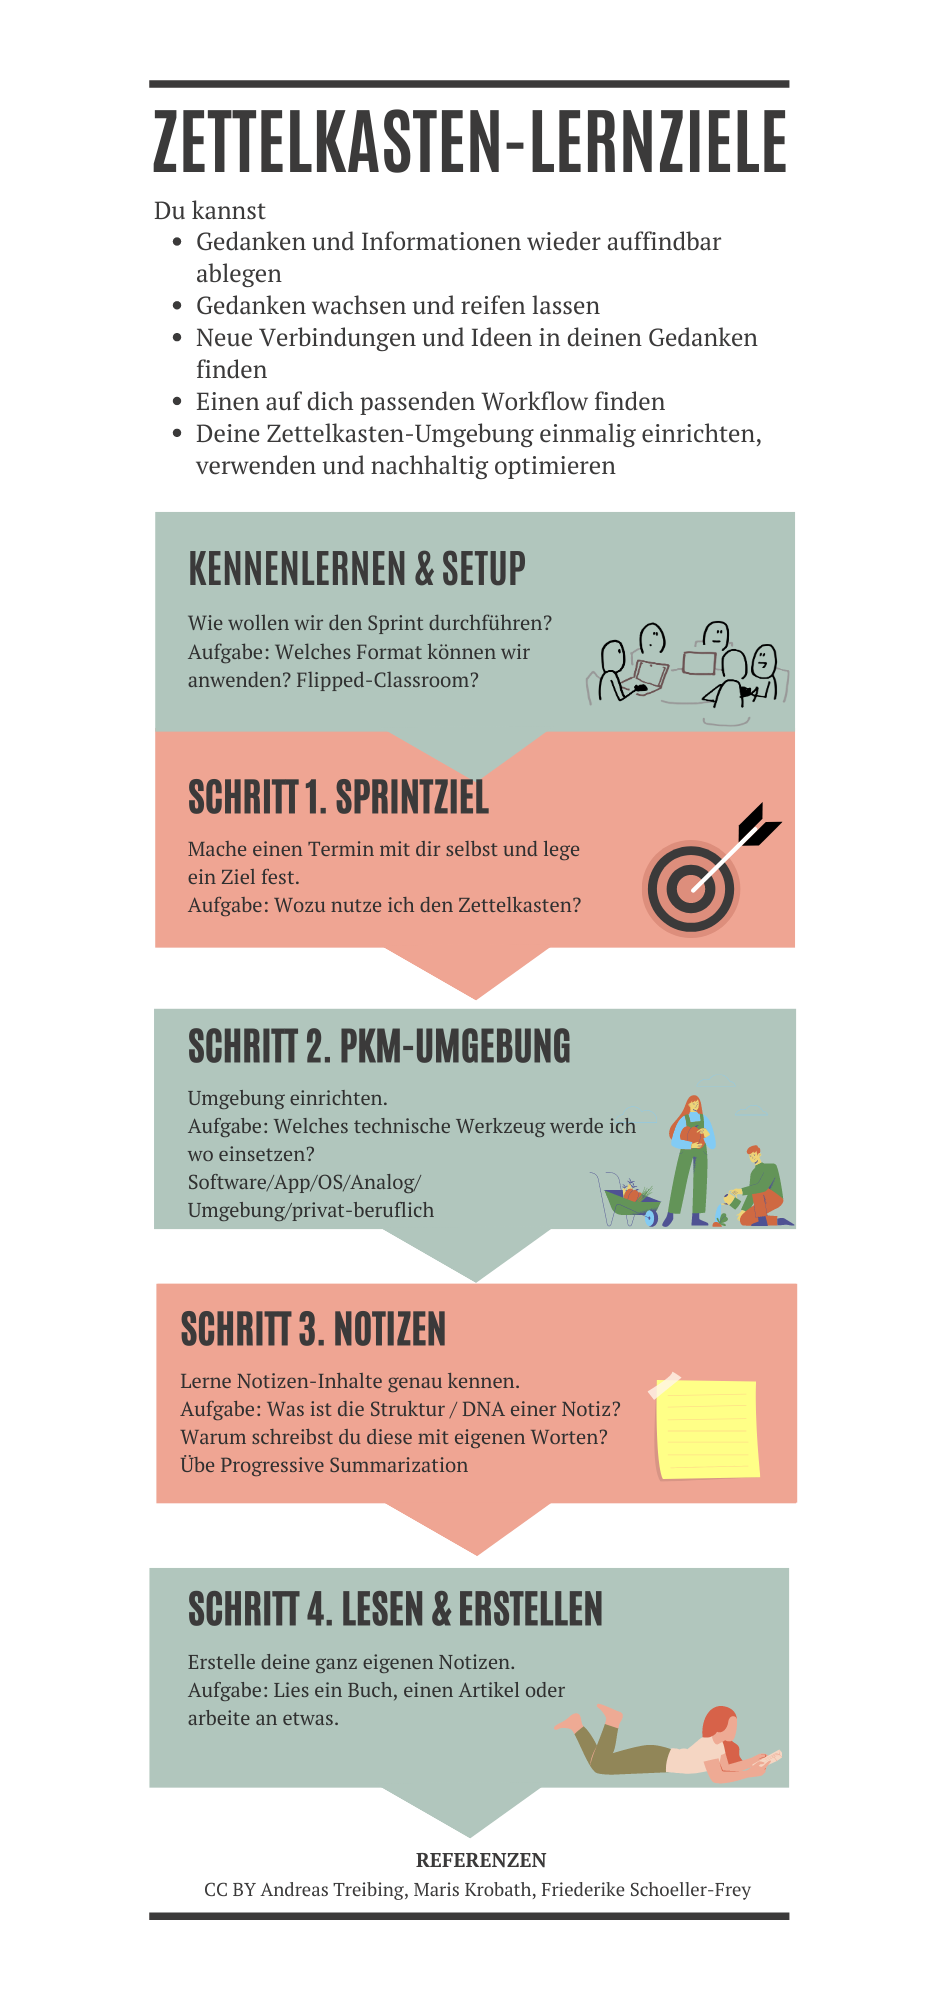 ZETTELKASTEN-LERNZIELE
Du kannst
• Gedanken und Informationen wieder auffindbar
ablegen
• Gedanken wachsen und reifen lassen
• Neue Verbindungen und Ideen in deinen Gedanken
finden
• Einen auf dich passenden Workflow finden
• Deine Zettelkasten-Umgebung einmalig einrichten,
verwenden und nachhaltig optimieren
KENNENLERNEN & SETUP
Wie wollen wir den Sprint durchführen?
Aufgabe: Welches Format können wir
anwenden? Flipped-Classroom?
SCHRITT 1. SPRINTZIEL
Mache einen Termin mit dir selbst und lege
ein Ziel fest.
Aufgabe: Wozu nutze ich den Zettelkasten?
SCHRITT 2. PKM-UMGEBUNG
Umgebung einrichten.
Aufgabe: Welches technische Werkzeug werde ich
wo einsetzen?
Software/App/OS/Analog/
Umgebung/privat-beruflich
SCHRITT 3. NOTIZEN
Lerne Notizen-Inhalte genau kennen.
Aufgabe: Was ist die Struktur / DNA einer Notiz?
Warum schreibst du diese mit eigenen Worten?
Übe Progressive Summarization
SCHRITT 4. LESEN & ERSTELLEN
Erstelle deine ganz eigenen Notizen.
Aufgabe: Lies ein Buch, einen Artikel oder
arbeite an etwas.
REFERENZEN
CC BY Andreas Treibing, Maris Krobath, Friederike Schoeller-Frey